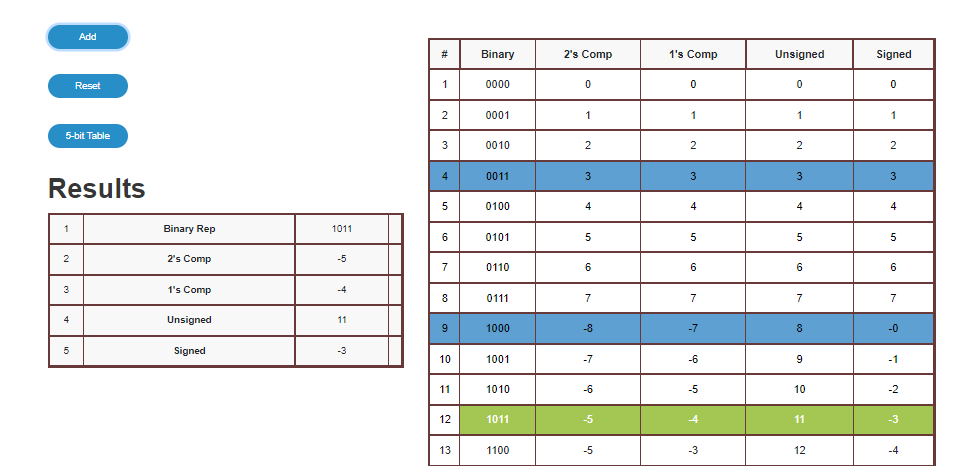 Add
Reset
5-bit Table
Results
1 Binary Rep 1011
2 2's Comp -5
3 1's Comp -4
4 Unsigned 11
5 Signed -3
# Binary 2's Comp 1's Comp Unsigned Signed
1 0000 0 0 0 0
2 0001 1 1 1 1
3 0010 2 2 2 2
4 0011 3 3 3 3
5 0100 4 4 4 4
6 0101 5 5 5 5
7 0110 6 6 6 6
8 0111 7 7 7 7
9 1000 -8 -7 8 -0
10 1001 -7 -6 9 -1
11 1010 -6 -5 10 -2
12 1011 -5 -4 11 -3
13 1100 -5 -3 12 -4